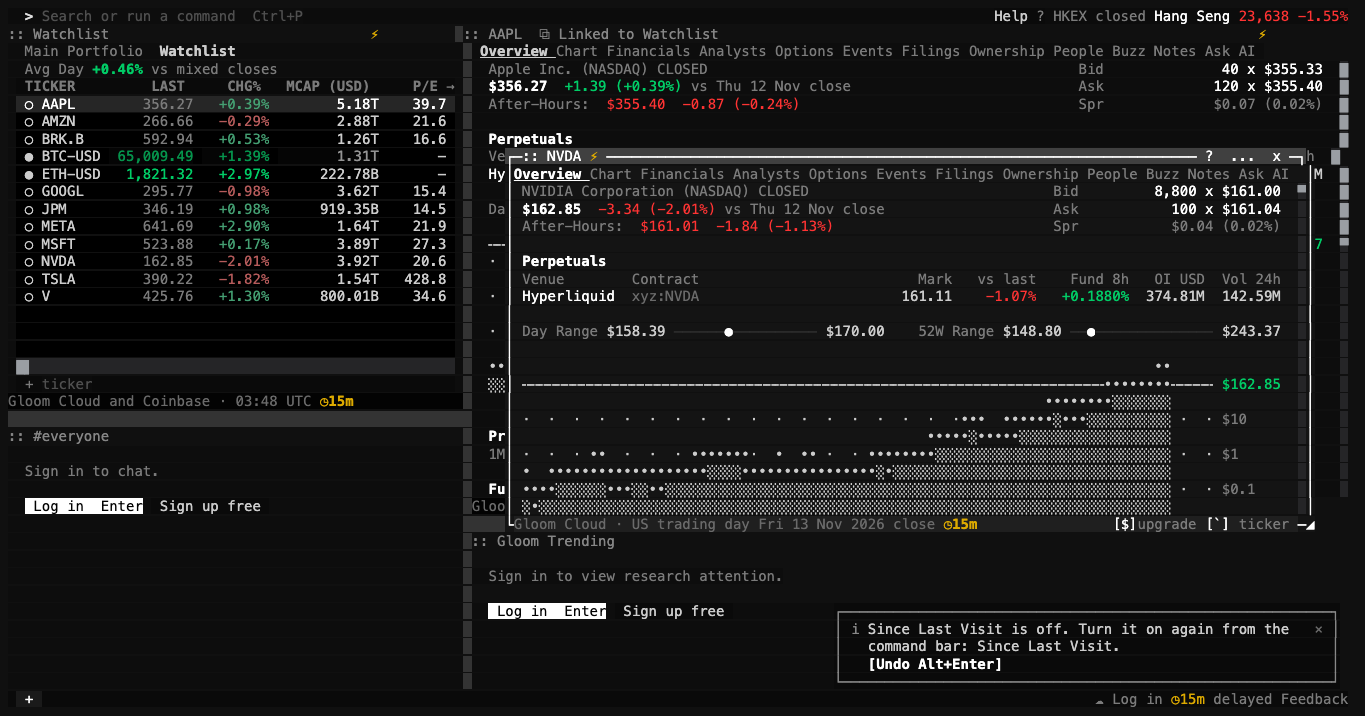 > Search or run a command Ctrl+P
Help ? HKEX closed Hang Seng 23,638 -1.55%
:: Watchlist ⚡
Main Portfolio Watchlist
Avg Day +0.46% vs mixed closes
TICKER LAST CHG% MCAP (USD) P/E →
○ AAPL 356.27 +0.39% 5.18T 39.7
○ AMZN 266.66 -0.29% 2.88T 21.6
○ BRK.B 592.94 +0.53% 1.26T 16.6
● BTC-USD 65,009.49 +1.39% 1.31T —
● ETH-USD 1,821.32 +2.97% 222.78B —
○ GOOGL 295.77 -0.98% 3.62T 15.4
○ JPM 346.19 +0.98% 919.35B 14.5
○ META 641.69 +2.90% 1.64T 21.9
○ MSFT 523.88 +0.17% 3.89T 27.3
○ NVDA 162.85 -2.01% 3.92T 20.6
○ TSLA 390.22 -1.82% 1.54T 428.8
○ V 425.76 +1.30% 800.01B 34.6
+ ticker
Gloom Cloud and Coinbase · 03:48 UTC ◷15m
:: #everyone
Sign in to chat.
Log in Enter Sign up free
:: AAPL Linked to Watchlist ⚡
Overview Chart Financials Analysts Options Events Filings Ownership People Buzz Notes Ask AI
Apple Inc. (NASDAQ) CLOSED Bid 40 x $355.33
$356.27 +1.39 (+0.39%) vs Thu 12 Nov close Ask 120 x $355.40
After-Hours: $355.40 -0.87 (-0.24%) Spr $0.07 (0.02%)
Perpetuals
Ve h
Hy M
Da
7
Pr
1M
Fu
Gloo
:: NVDA ⚡ ? ... x
Overview Chart Financials Analysts Options Events Filings Ownership People Buzz Notes Ask AI
NVIDIA Corporation (NASDAQ) CLOSED Bid 8,800 x $161.00
$162.85 -3.34 (-2.01%) vs Thu 12 Nov close Ask 100 x $161.04
After-Hours: $161.01 -1.84 (-1.13%) Spr $0.04 (0.02%)
Perpetuals
Venue Contract Mark vs last Fund 8h OI USD Vol 24h
Hyperliquid xyz:NVDA 161.11 -1.07% +0.1880% 374.81M 142.59M
Day Range $158.39 $170.00 52W Range $148.80 $243.37
$162.85
$10
$1
$0.1
Gloom Cloud · US trading day Fri 13 Nov 2026 close ◷15m [$]upgrade [`] ticker
:: Gloom Trending
Sign in to view research attention.
Log in Enter Sign up free
i Since Last Visit is off. Turn it on again from the ×
command bar: Since Last Visit.
[Undo Alt+Enter]
+
☁ Log in ◷15m delayed Feedback